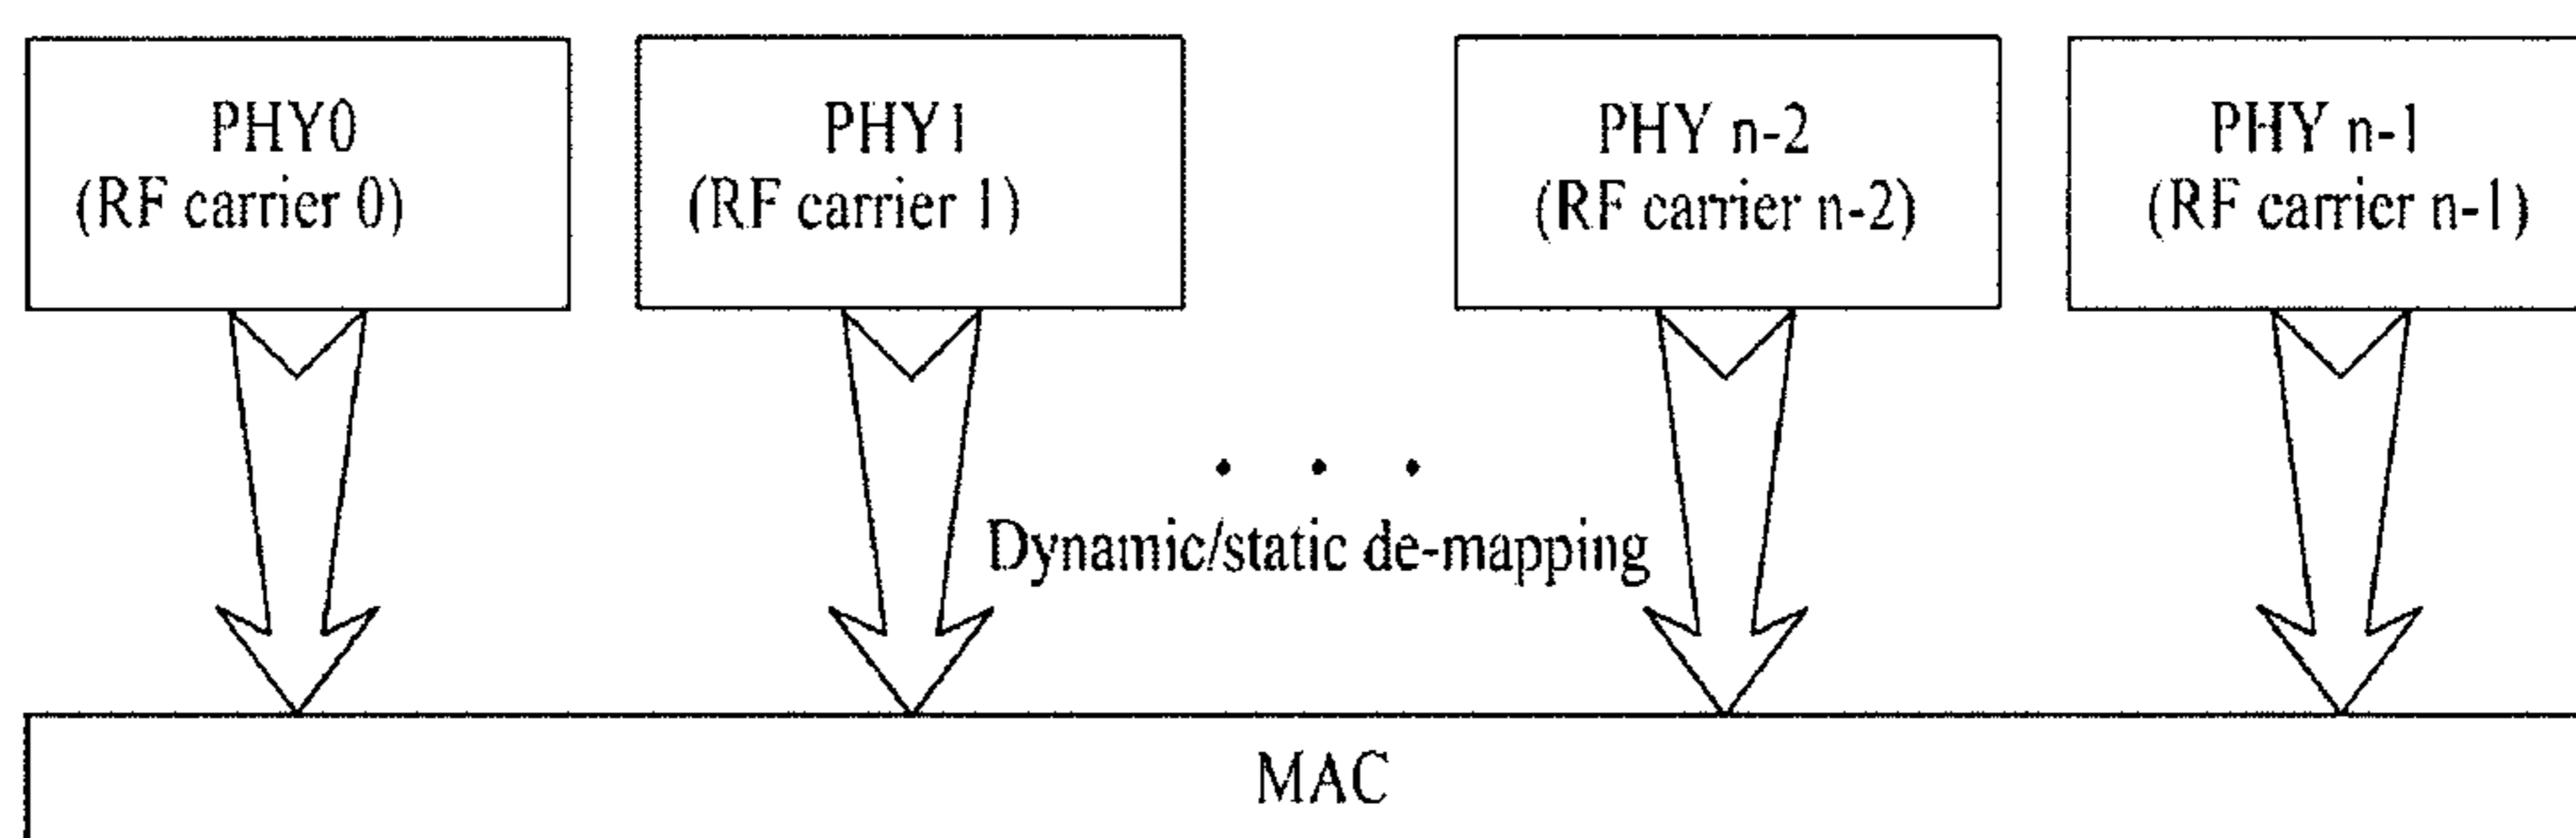 PHY0
(RF carrier 0)
PHY1
(RF carrier 1)
PHY n-2
(RF carrier n-2)
PHY n-1
(RF carrier n-1)
. . .
Dynamic/static de-mapping
MAC